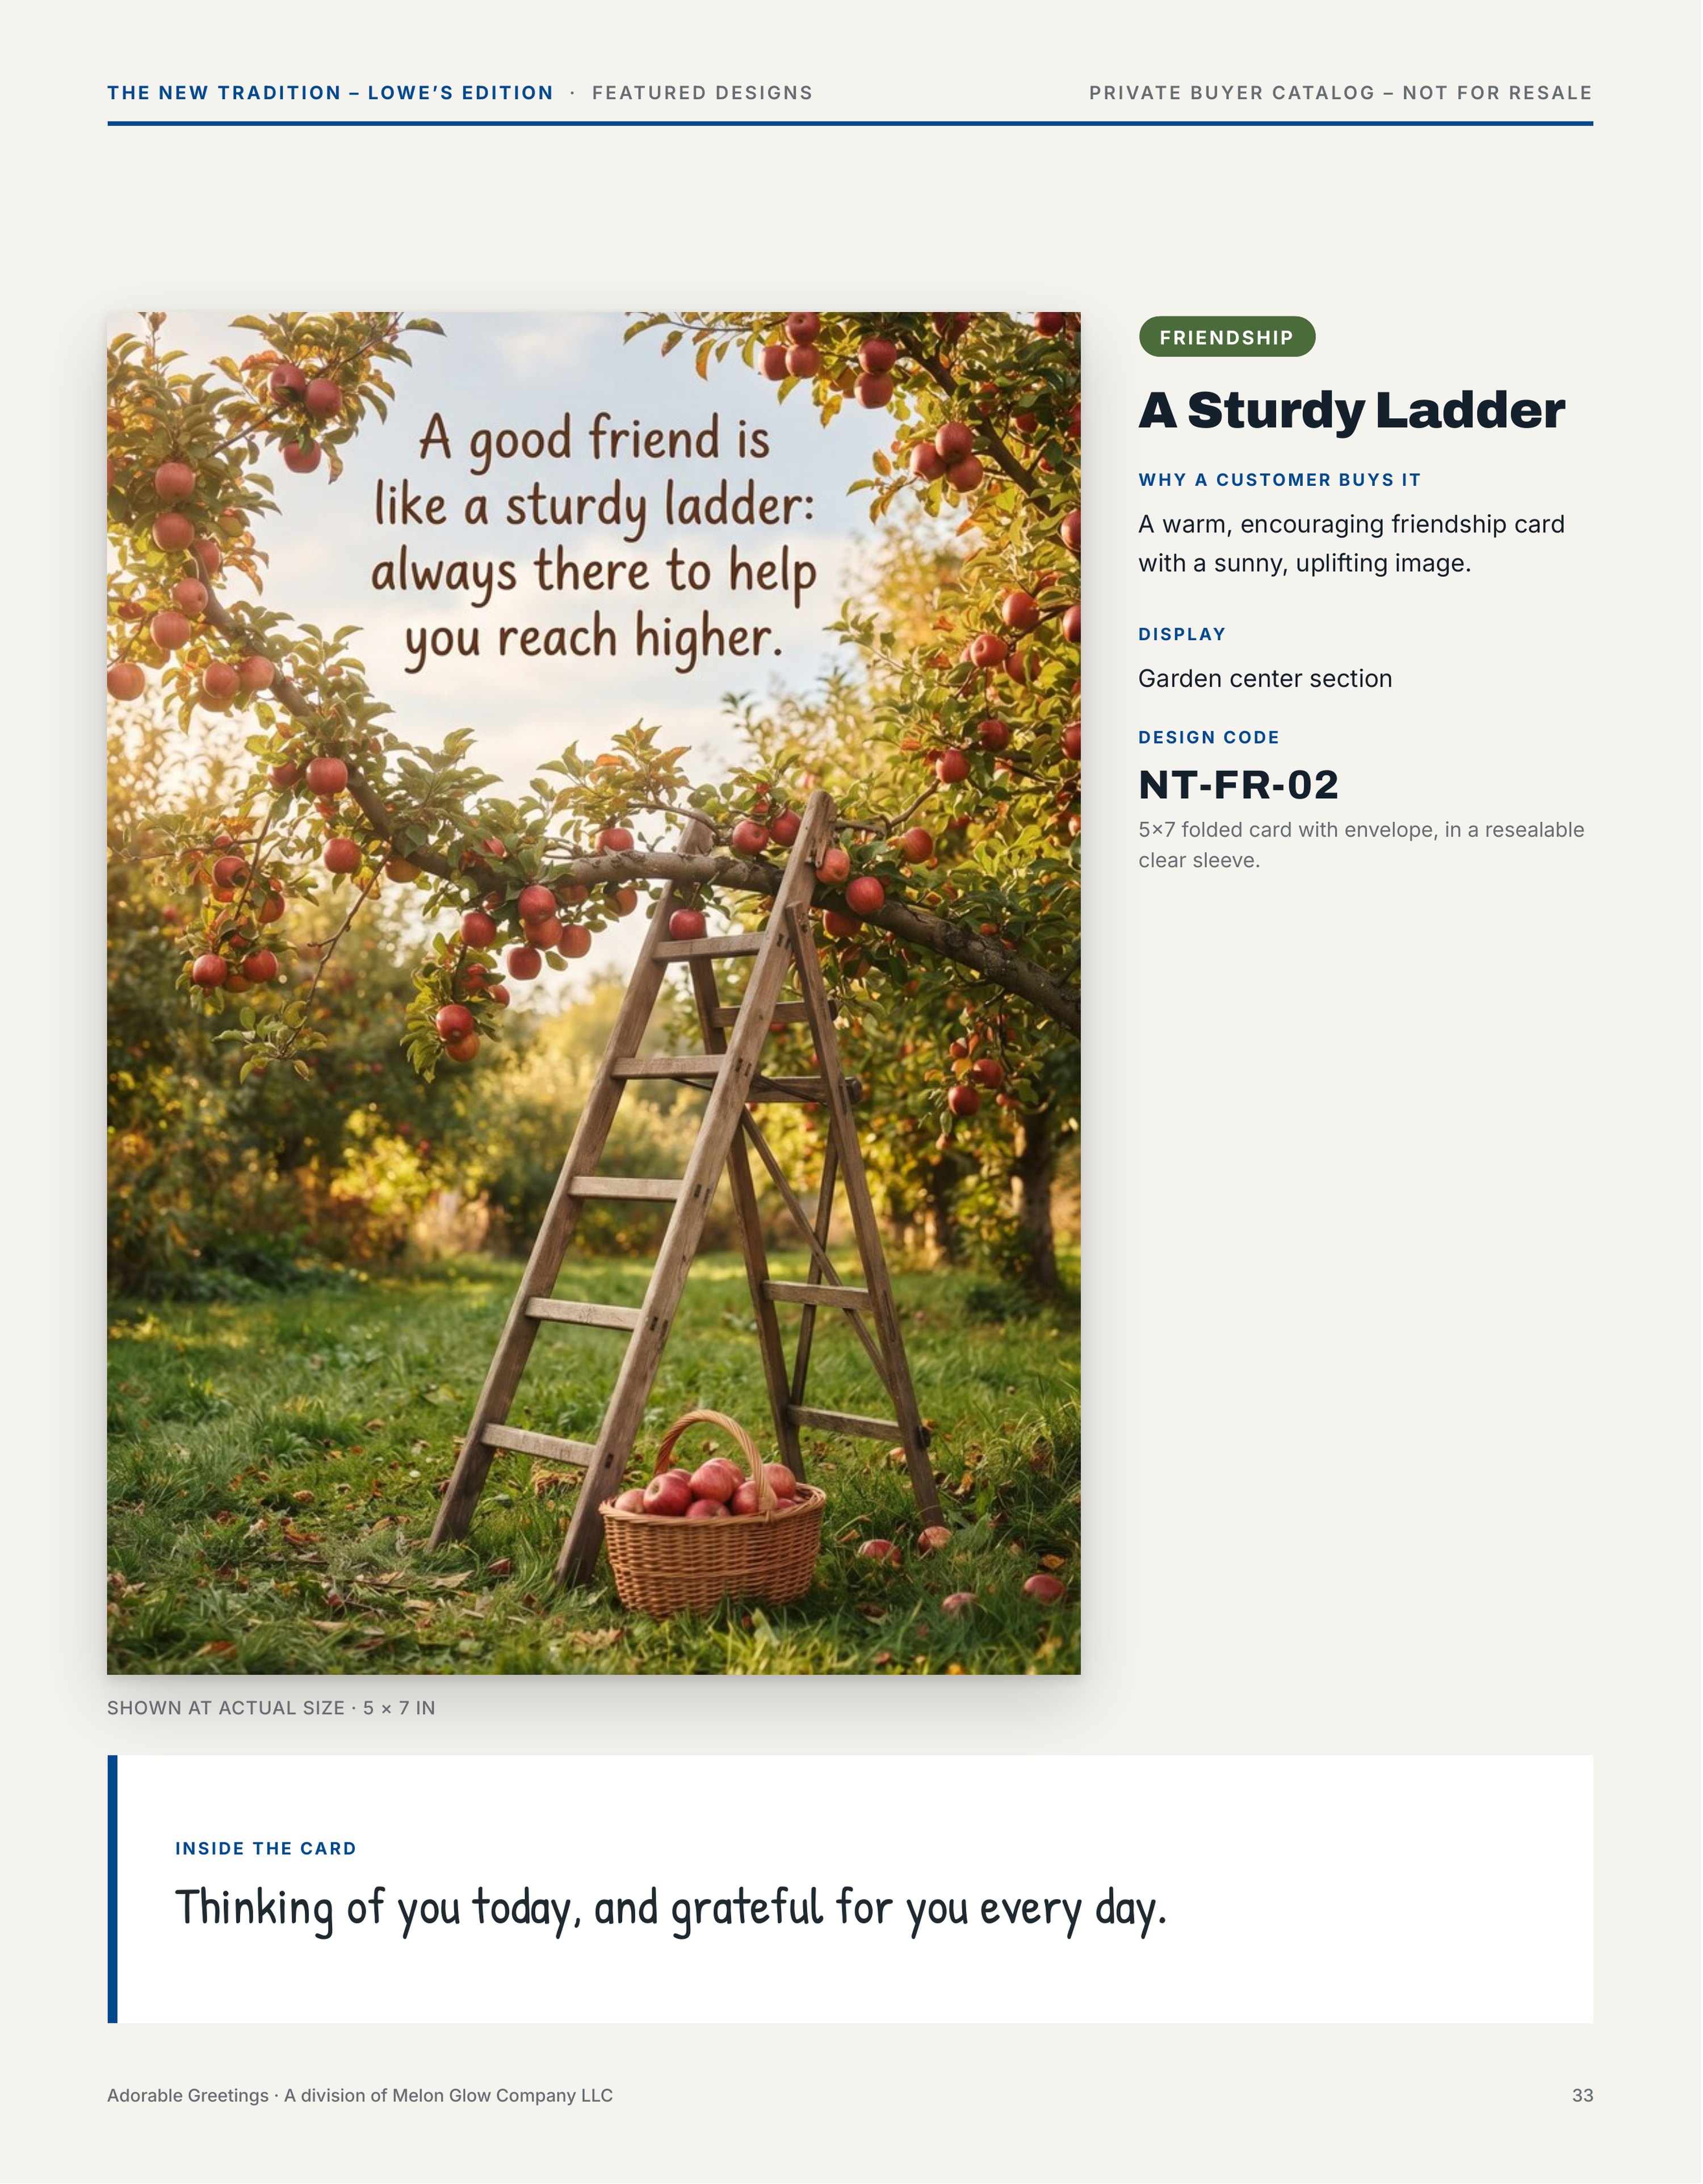 THE NEW TRADITION – LOWE’S EDITION · FEATURED DESIGNS
PRIVATE BUYER CATALOG – NOT FOR RESALE
A good friend is
like a sturdy ladder:
always there to help
you reach higher.
FRIENDSHIP
A Sturdy Ladder
WHY A CUSTOMER BUYS IT
A warm, encouraging friendship card
with a sunny, uplifting image.
DISPLAY
Garden center section
DESIGN CODE
NT-FR-02
5×7 folded card with envelope, in a resealable
clear sleeve.
SHOWN AT ACTUAL SIZE · 5 × 7 IN
INSIDE THE CARD
Thinking of you today, and grateful for you every day.
Adorable Greetings · A division of Melon Glow Company LLC
33